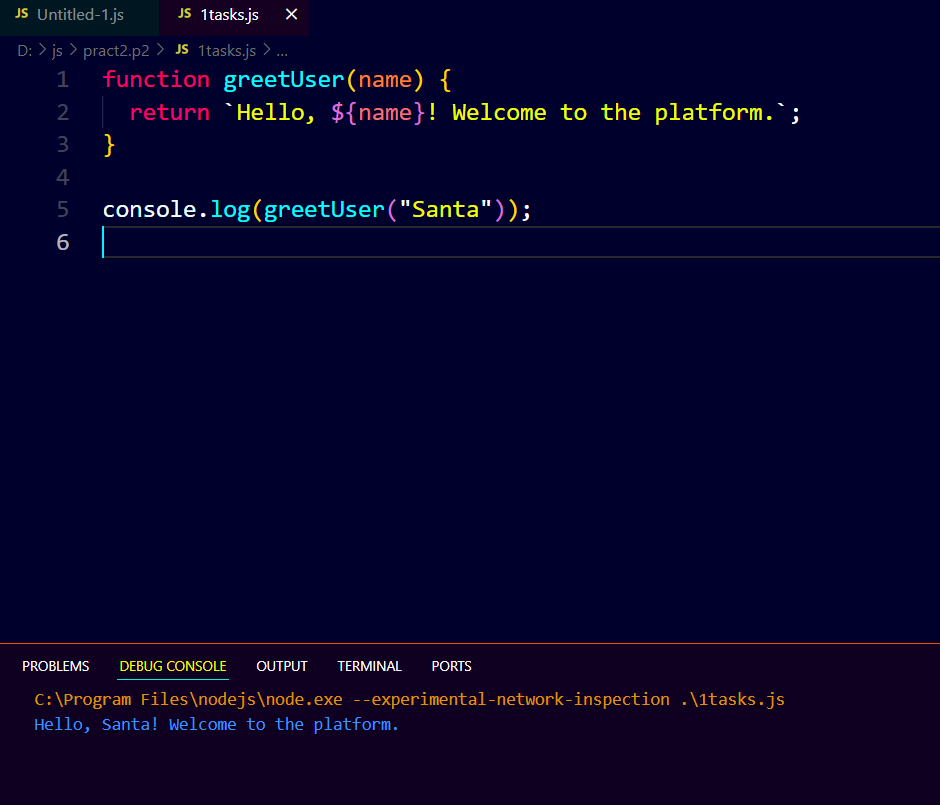 JS Untitled-1.js JS 1tasks.js
D: > js > pract2.p2 > JS 1tasks.js > ...
1 function greetUser(name) {
2 return `Hello, ${name}! Welcome to the platform.`;
3 }
4
5 console.log(greetUser("Santa"));
6
PROBLEMS DEBUG CONSOLE OUTPUT TERMINAL PORTS
C:\Program Files\nodejs\node.exe --experimental-network-inspection .\1tasks.js
Hello, Santa! Welcome to the platform.